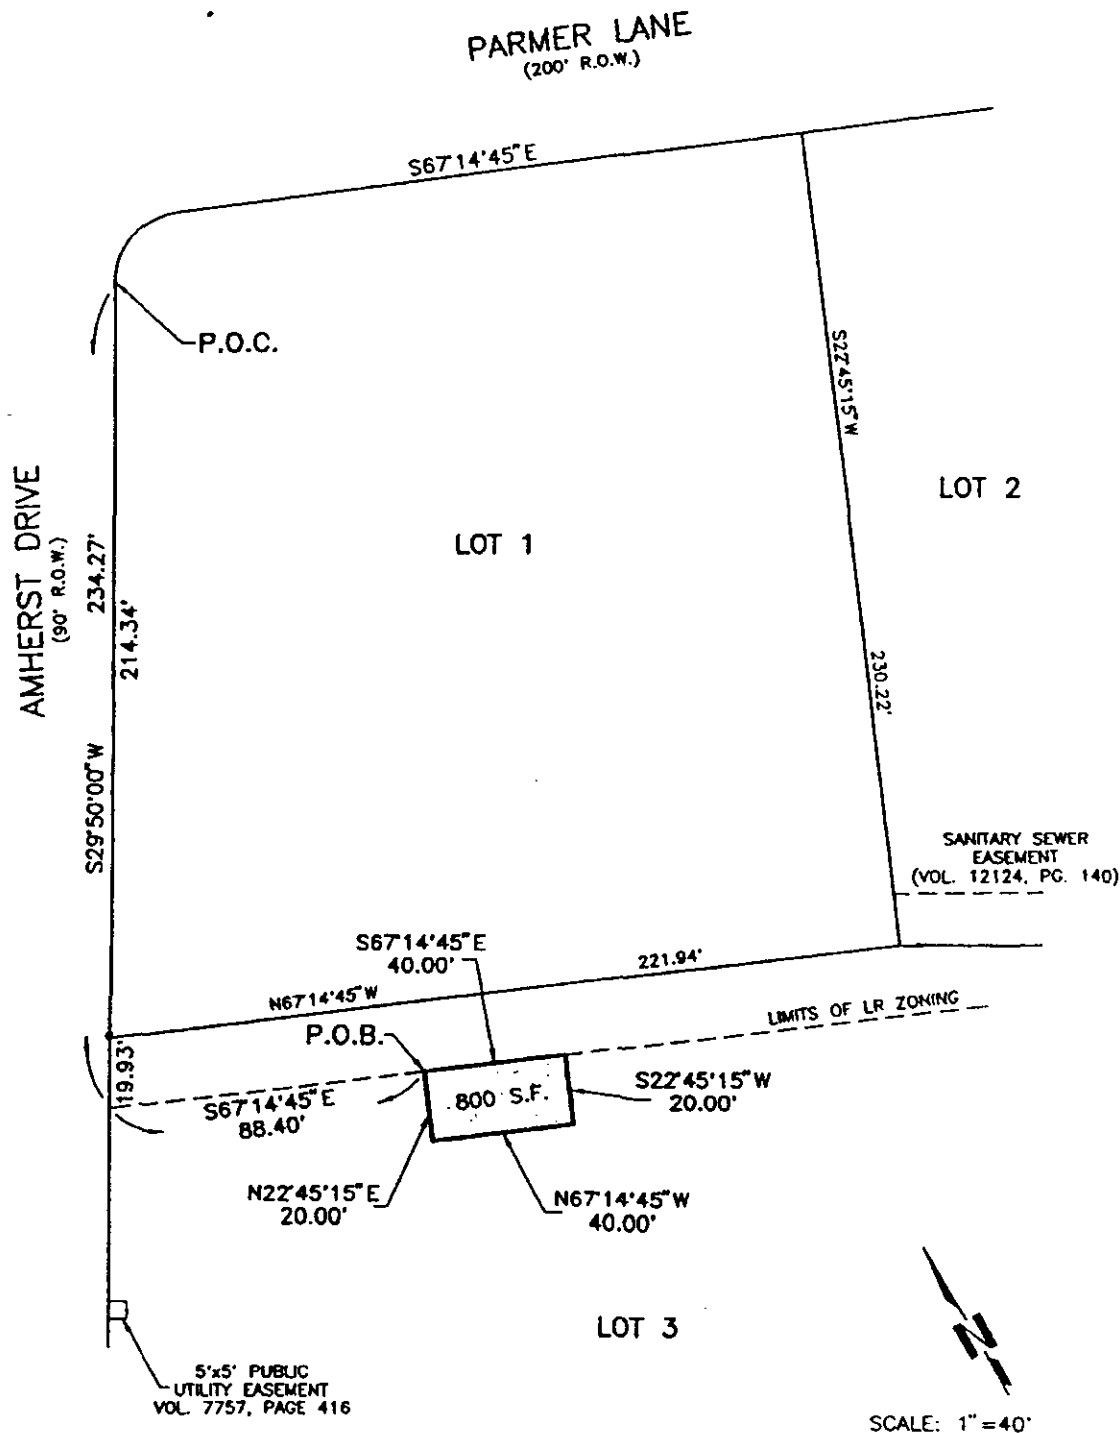 PARMER LANE
(200' R.O.W.)
S67°14'45"E
P.O.C.
S22°45'15"W
LOT 2
AMHERST DRIVE
(90' R.O.W.)
234.27'
214.34'
LOT 1
S29°50'00"W
230.22'
SANITARY SEWER
EASEMENT
(VOL. 12124, PG. 140)
S67°14'45"E
40.00'
221.94'
N67°14'45"W
LIMITS OF LR ZONING
P.O.B.
19.93'
S67°14'45"E
88.40'
800 S.F.
S22°45'15"W
20.00'
N22°45'15"E
20.00'
N67°14'45"W
40.00'
LOT 3
N
5'x5' PUBLIC
UTILITY EASEMENT
VOL. 7757, PAGE 416
SCALE: 1"=40'